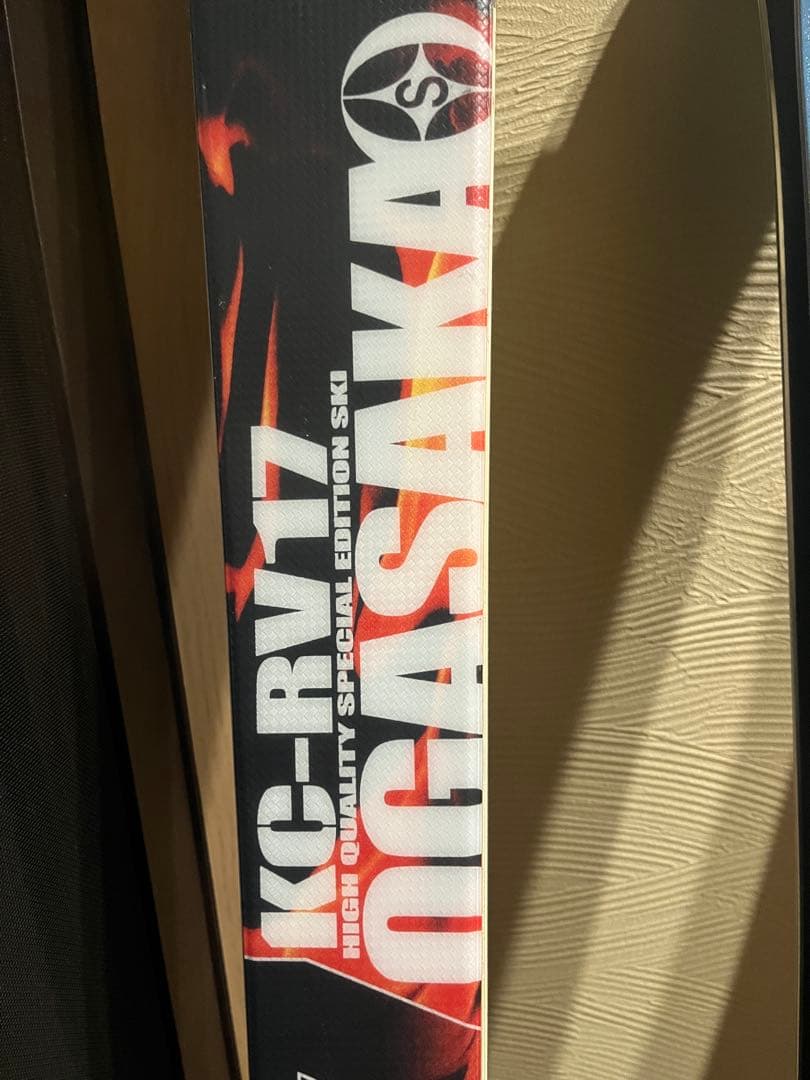 KC-RV17
HIGH QUALITY SPECIAL EDITION SKI
OGASAKA
S